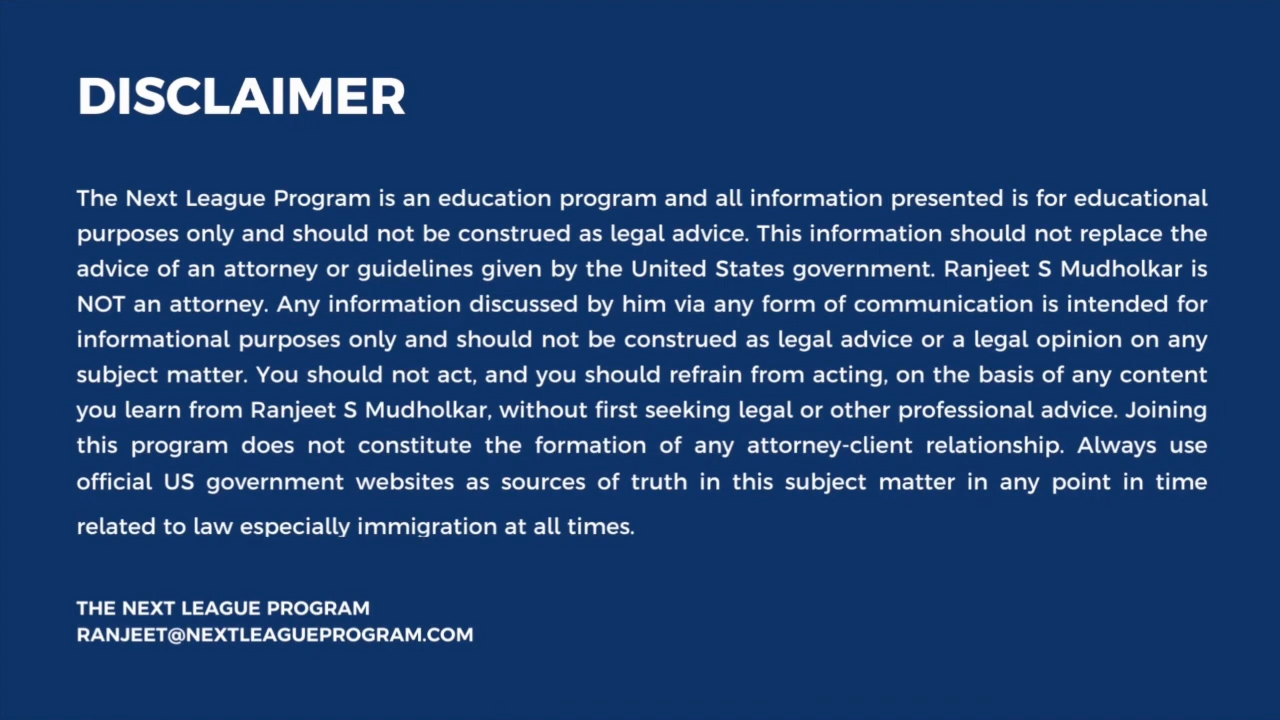 DISCLAIMER
The Next League Program is an education program and all information presented is for educational
purposes only and should not be construed as legal advice. This information should not replace the
advice of an attorney or guidelines given by the United States government. Ranjeet S Mudholkar is
NOT an attorney. Any information discussed by him via any form of communication is intended for
informational purposes only and should not be construed as legal advice or a legal opinion on any
subject matter. You should not act, and you should refrain from acting, on the basis of any content
you learn from Ranjeet S Mudholkar, without first seeking legal or other professional advice. Joining
this program does not constitute the formation of any attorney-client relationship. Always use
official US government websites as sources of truth in this subject matter in any point in time
related to law especially immigration at all times.
THE NEXT LEAGUE PROGRAM
RANJEET@NEXTLEAGUEPROGRAM.COM